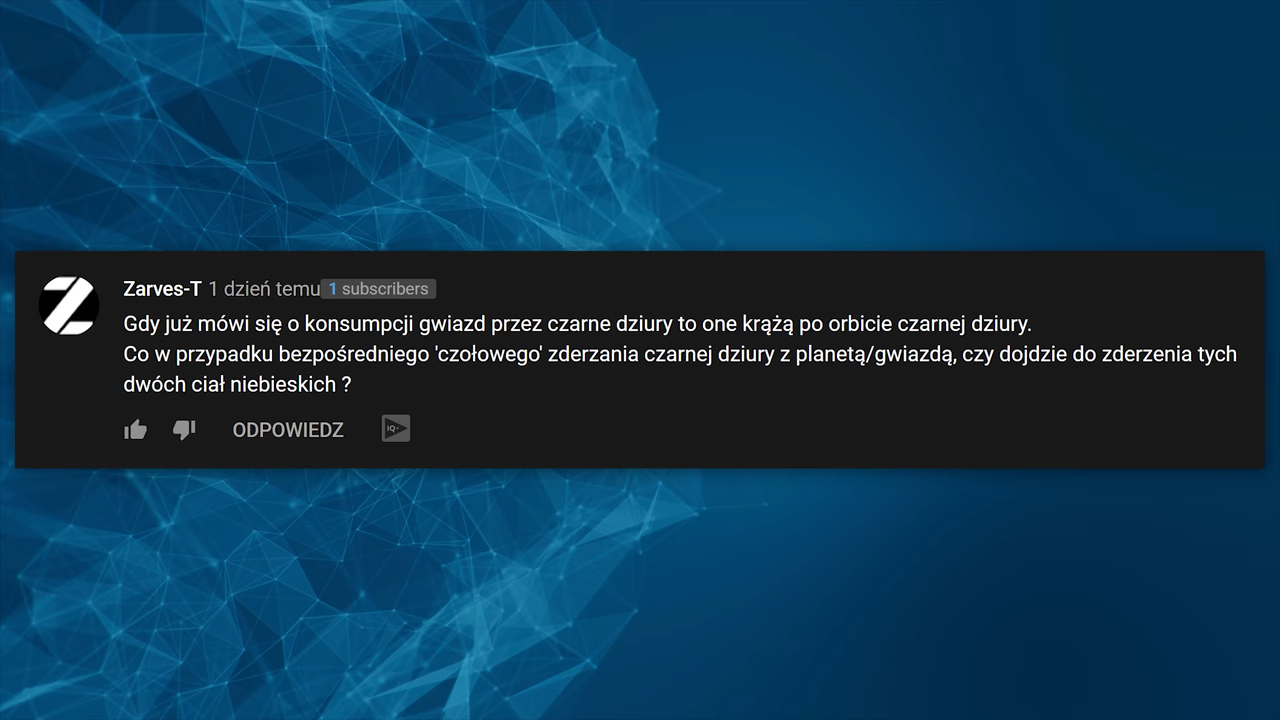 Zarves-T 1 dzień temu 1 subscribers
Gdy już mówi się o konsumpcji gwiazd przez czarne dziury to one krążą po orbicie czarnej dziury.
Co w przypadku bezpośredniego 'czołowego' zderzania czarnej dziury z planetą/gwiazdą, czy dojdzie do zderzenia tych
dwóch ciał niebieskich ?
ODPOWIEDZ IQ